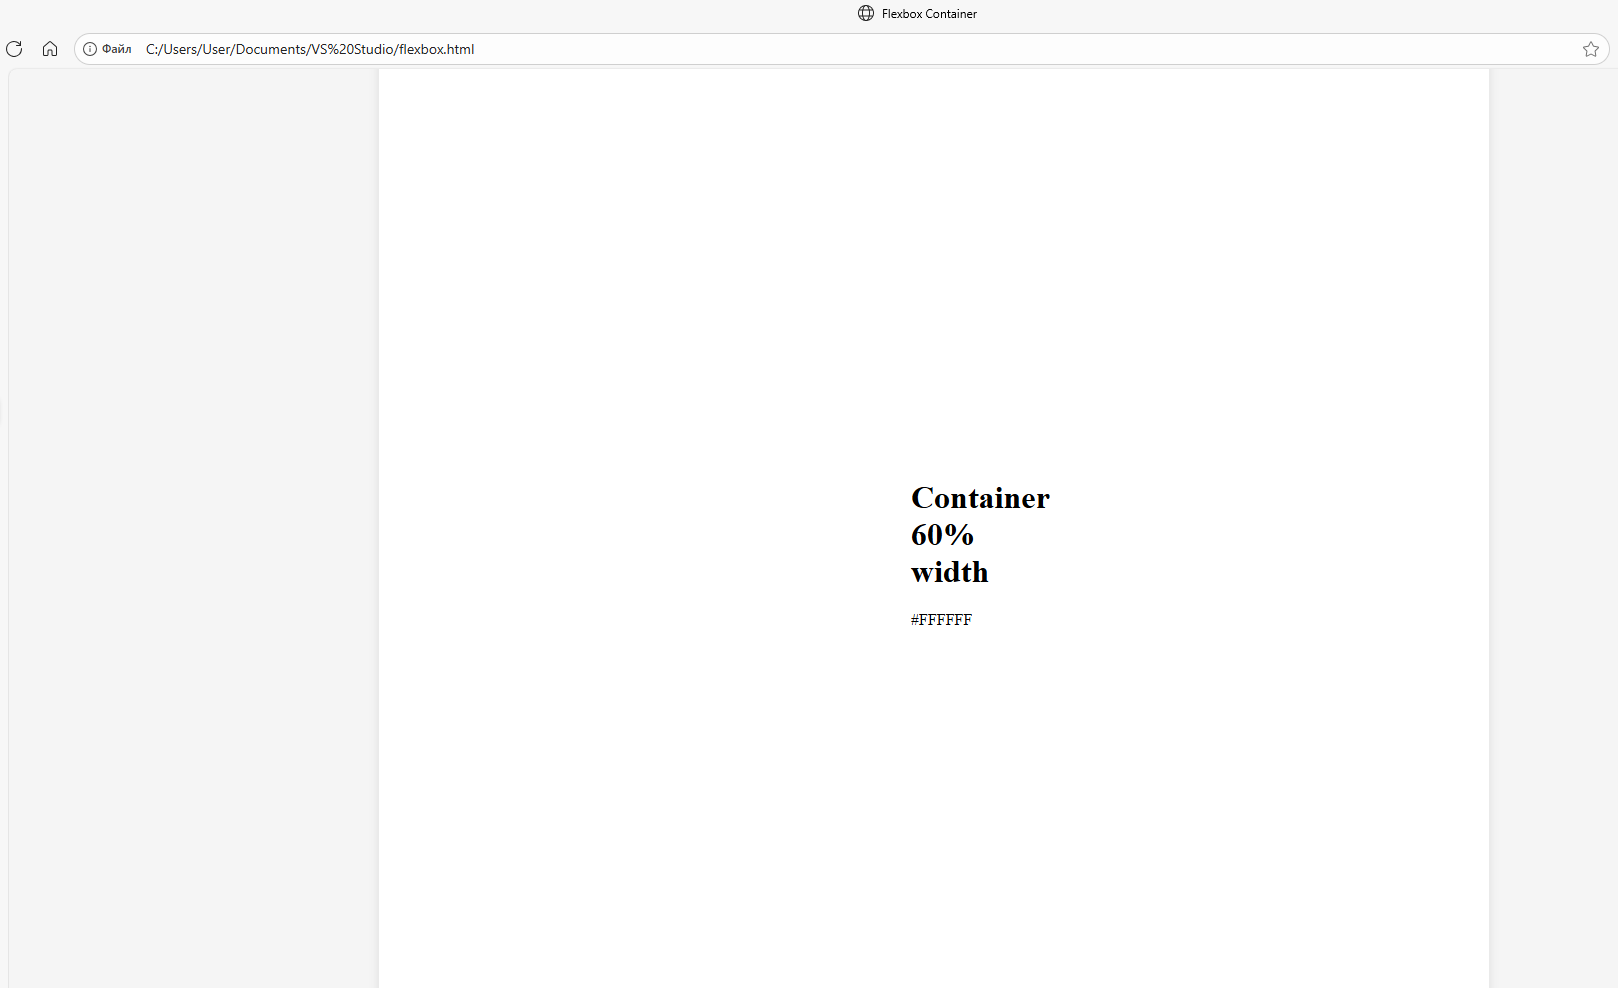 Flexbox Container
Файл C:/Users/User/Documents/VS%20Studio/flexbox.html
Container
60%
width
#FFFFFF